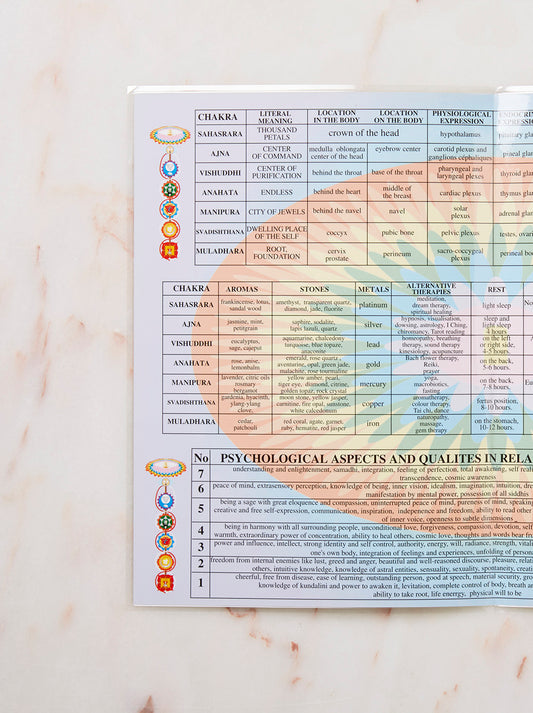 CHAKRA LITERAL MEANING LOCATION IN THE BODY LOCATION ON THE BODY PHYSIOLOGICAL EXPRESSION ENDOCRIN
SAHASRARA THOUSAND PETALS crown of the head hypothalamus pituitary glan
AJNA CENTER OF COMMAND medulla oblongata center of the head eyebrow center carotid plexus and ganglions céphaliques pineal gland
VISHUDDHI CENTER OF PURIFICATION behind the throat base of the throat pharyngeal and laryngeal plexes thyroid gland
ANAHATA ENDLESS behind the heart middle of the breast cardiac plexus thymus glan
MANIPURA CITY OF JEWELS behind the navel navel solar plexus adrenal gland
SVADISHTHANA DWELLING PLACE OF THE SELF coccyx pubic bone pelvic plexus testes, ovari
MULADHARA ROOT, FOUNDATION cervix prostate perineum sacro-coccygeal plexus perineal bod
CHAKRA AROMAS STONES METALS ALTERNATIVE THERAPIES REST
SAHASRARA frankincense, lotus, sandal wood amethyst, transparent quartz, diamond, jade, fluorite platinum meditation, dream therapy, spiritual healing light sleep
AJNA jasmine, mint, petitgrain saphire, sodalite, lapis lazuli, quartz silver hypnosis, visualisation, dowsing, astrology, I Ching, chiromancy, Tarot reading sleep and light sleep 4 hours
VISHUDDHI eucalyptus, sage, cajeput aquamarine, chalcedony turquouse, blue topaze, lead homeopathy, breathing therapy, sound therapy kinesiology, acupuncture on the left or right side, 4-5 hours.
ANAHATA rose, anise, lemonbalm emerald, rose quartz, aventurine, opal, green jade, malachite, rose tourmaline gold Bach flower therapy, Reiki, prayer on the back, 5-6 hours.
MANIPURA lavender, citric oils rosmary bergamot yellow amber, pearl, tiger eye, diamond, citrine, golden topaz, rock crystal mercury yoga, macrobiotics, fasting on the back, 7-8 hours.
SVADISHTHANA gardenia, hyacinth, ylang-ylang clove, moon stone, yellow jasper, carnitine, fire opal, sunstone, white calcedonum copper aromatherapy, colour therapy, Tai chi, dance foetus position, 8-10 hours.
MULADHARA cedar, patchouli red coral, agate, garnet, ruby, hematite, red jasper iron naturopathy, massage, gem therapy on the stomach, 10-12 hours.
No PSYCHOLOGICAL ASPECTS AND QUALITES IN RELA
7 understanding and enlightenment, samadhi, integration, feeling of perfection, total awakening, self real
transcendence, cosmic awareness
6 peace of mind, extrasensory perception, knowledge of being, inner vision, idealism, imagination, intuition, dre
manifestation by mental power, possession of all siddhis
5 being a sage with great eloquence and compassion, uninterrupted peace of mind, pureness of mind, speaking
creative and free self-expression, communication, inspiration, indepenence and freedom, ability to read other
of inner voice, openness to subtle dimensions
4 being in harmony with all surrounding people, unconditional love, forgiveness, compassion, devotion, self
warmth, extraordinary power of concentration, ability to heal others, cosmic love, thoughts and words bear fru
3 power and influence, intellect, strong identity and self control, authority, energy, will, radiance, strength, vital
one's own body, integration of feelings and experiences, unfolding of persona
2 freedom from internal enemies like lust, greed and anger, beautiful and well-reasoned discourse, pleasure, relat
others, intuitive knowledge, knowledge of astral entities, sensuality, sexuality, spontaneity, creati
1 cheerful, free from disease, ease of learning, outstanding person, good at speech, material security, gro
knowledge of kundalini and power to awaken it, levitation, complete control of body, breath a
ability to take root, life energy, physical will to be